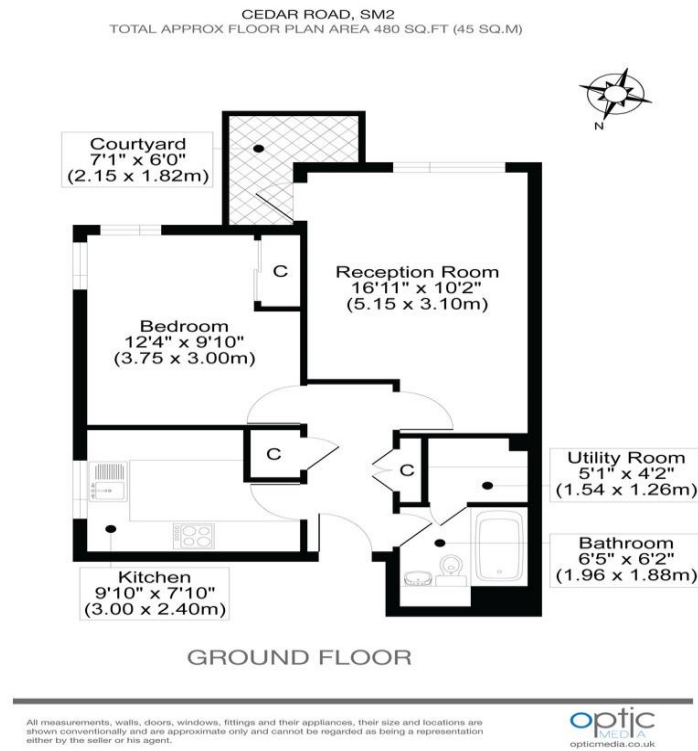 CEDAR ROAD, SM2
TOTAL APPROX FLOOR PLAN AREA 480 SQ.FT (45 SQ.M)
N
Courtyard
7'1" x 6'0"
(2.15 x 1.82m)
C
Reception Room
16'11" x 10'2"
(5.15 x 3.10m)
Bedroom
12'4" x 9'10"
(3.75 x 3.00m)
C
C
Utility Room
5'1" x 4'2"
(1.54 x 1.26m)
Bathroom
6'5" x 6'2"
(1.96 x 1.88m)
Kitchen
9'10" x 7'10"
(3.00 x 2.40m)
GROUND FLOOR
All measurements, walls, doors, windows, fittings and their appliances, their size and locations are
shown conventionally and are approximate only and cannot be regarded as being a representation
either by the seller or his agent.
optic
MEDIA
opticmedia.co.uk